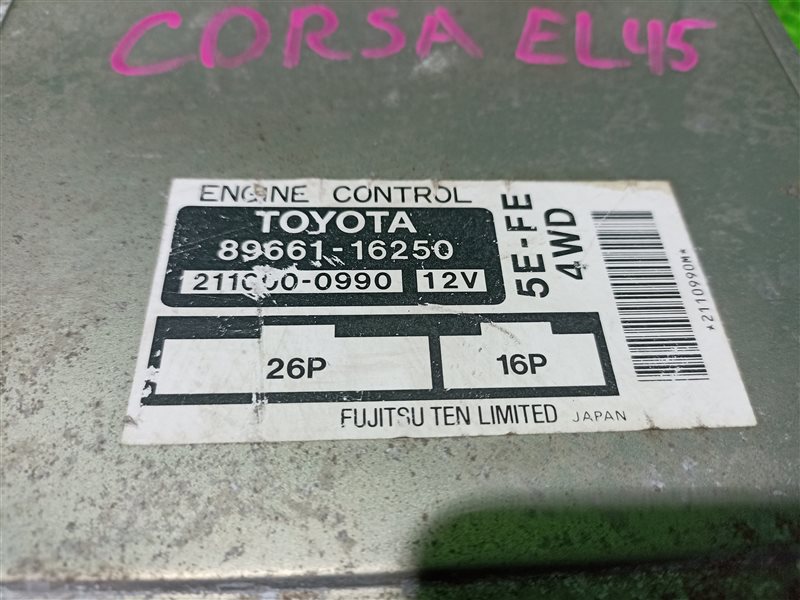 CORSA EL45
ENGINE CONTROL
TOYOTA
89661-16250
211000-0990 12V
5E-FE
4WD
26P
16P
FUJITSU TEN LIMITED JAPAN
*2110990M*